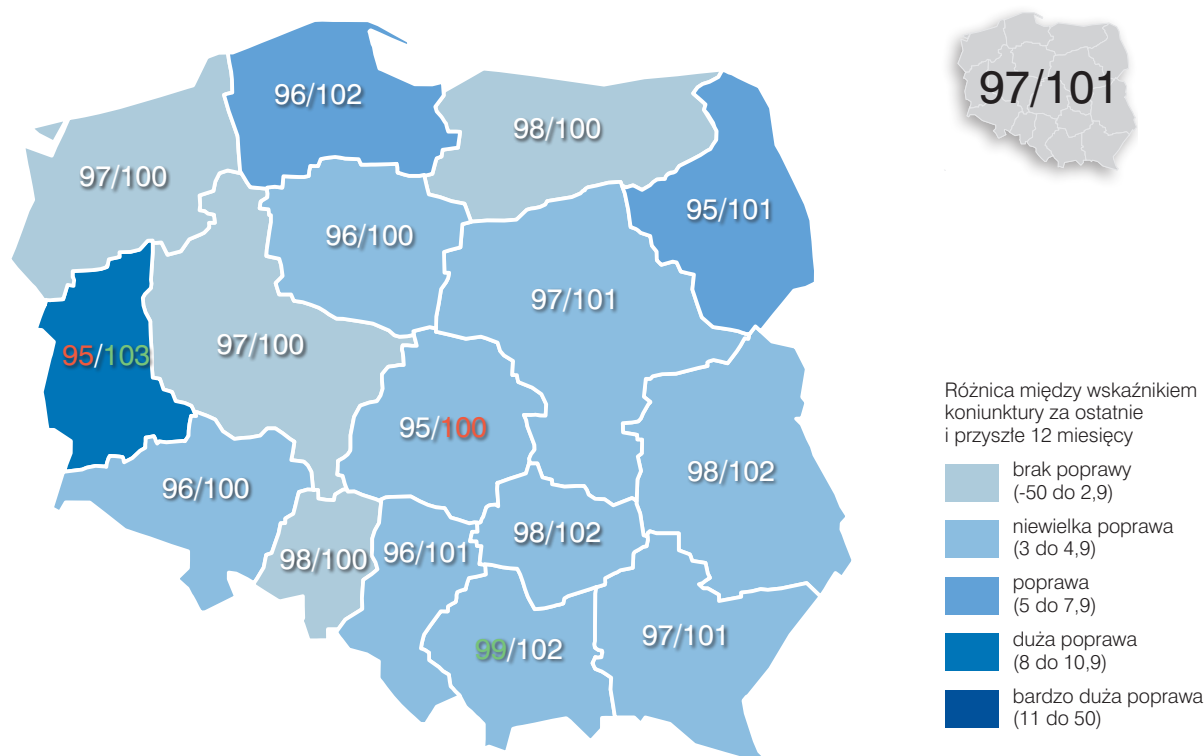 96/102
97/101
98/100
97/100
95/101
96/100
97/101
97/100
95/103
95/100
98/102
96/100
98/102
96/101
98/100
97/101
99/102
Różnica między wskaźnikiem
koniunktury za ostatnie
i przyszłe 12 miesięcy
brak poprawy
(-50 do 2,9)
niewielka poprawa
(3 do 4,9)
poprawa
(5 do 7,9)
duża poprawa
(8 do 10,9)
bardzo duża poprawa
(11 do 50)